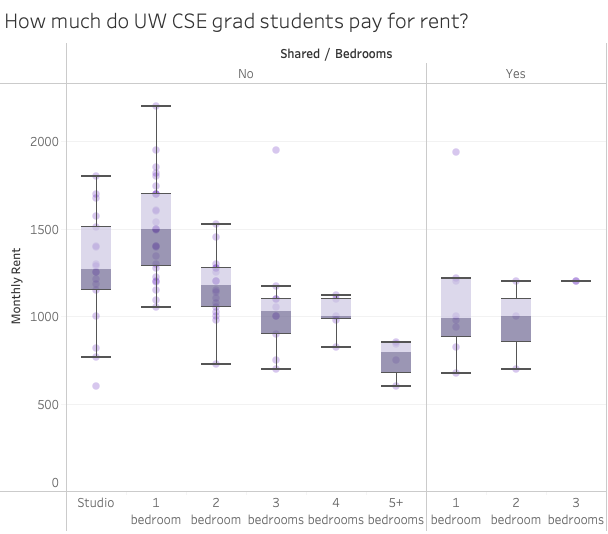 How much do UW CSE grad students pay for rent?
Shared / Bedrooms
No
Yes
Monthly Rent
2000
1500
1000
500
0
Studio
1 bedroom
2 bedroom
3 bedrooms
4 bedrooms
5+ bedrooms
1 bedroom
2 bedroom
3 bedrooms